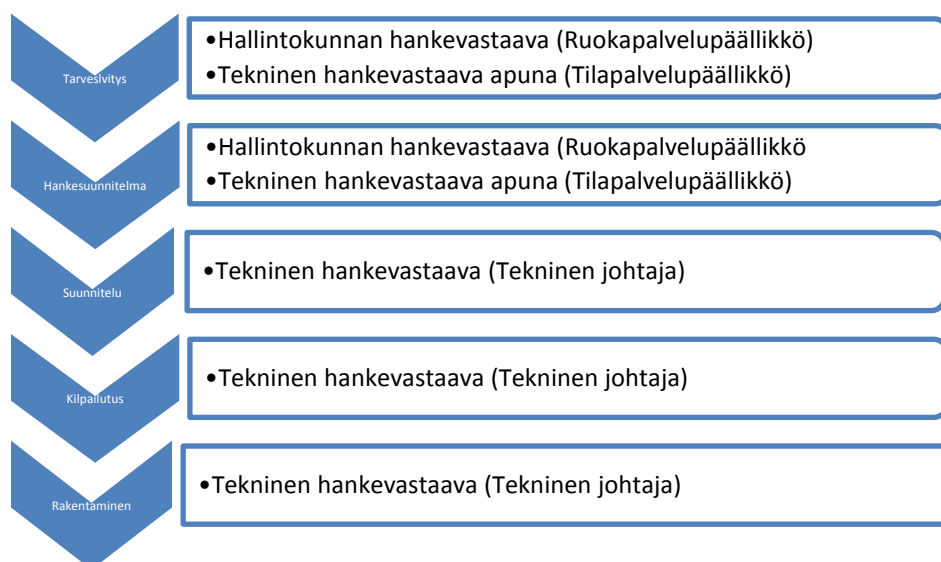 Tarvesivitys
•Hallintokunnan hankevastaava (Ruokapalvelupäällikkö)
•Tekninen hankevastaava apuna (Tilapalvelupäällikkö)
Hankesuunnitelma
•Hallintokunnan hankevastaava (Ruokapalvelupäällikkö
•Tekninen hankevastaava apuna (Tilapalvelupäällikkö)
Suunnitelu
•Tekninen hankevastaava (Tekninen johtaja)
Kilpailutus
•Tekninen hankevastaava (Tekninen johtaja)
Rakentaminen
•Tekninen hankevastaava (Tekninen johtaja)